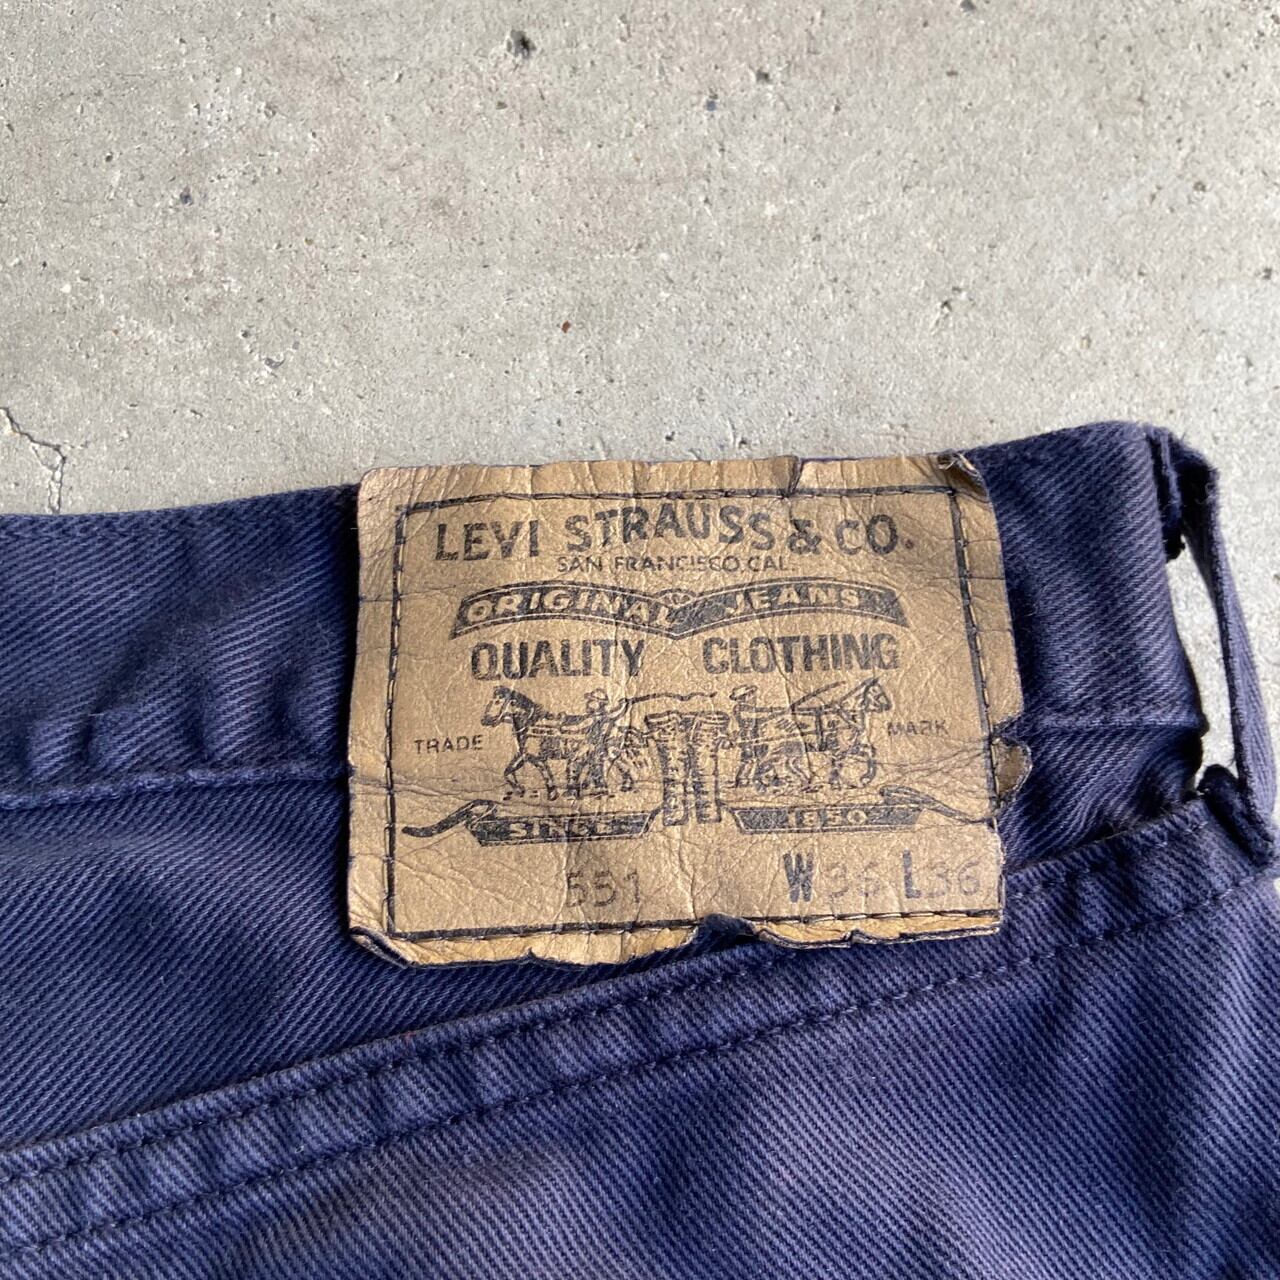 LEVI STRAUSS & CO.
SAN FRANCISCO CAL.
ORIGINAL JEANS
QUALITY CLOTHING
TRADE MARK
SINCE 1850
551 W36 L36